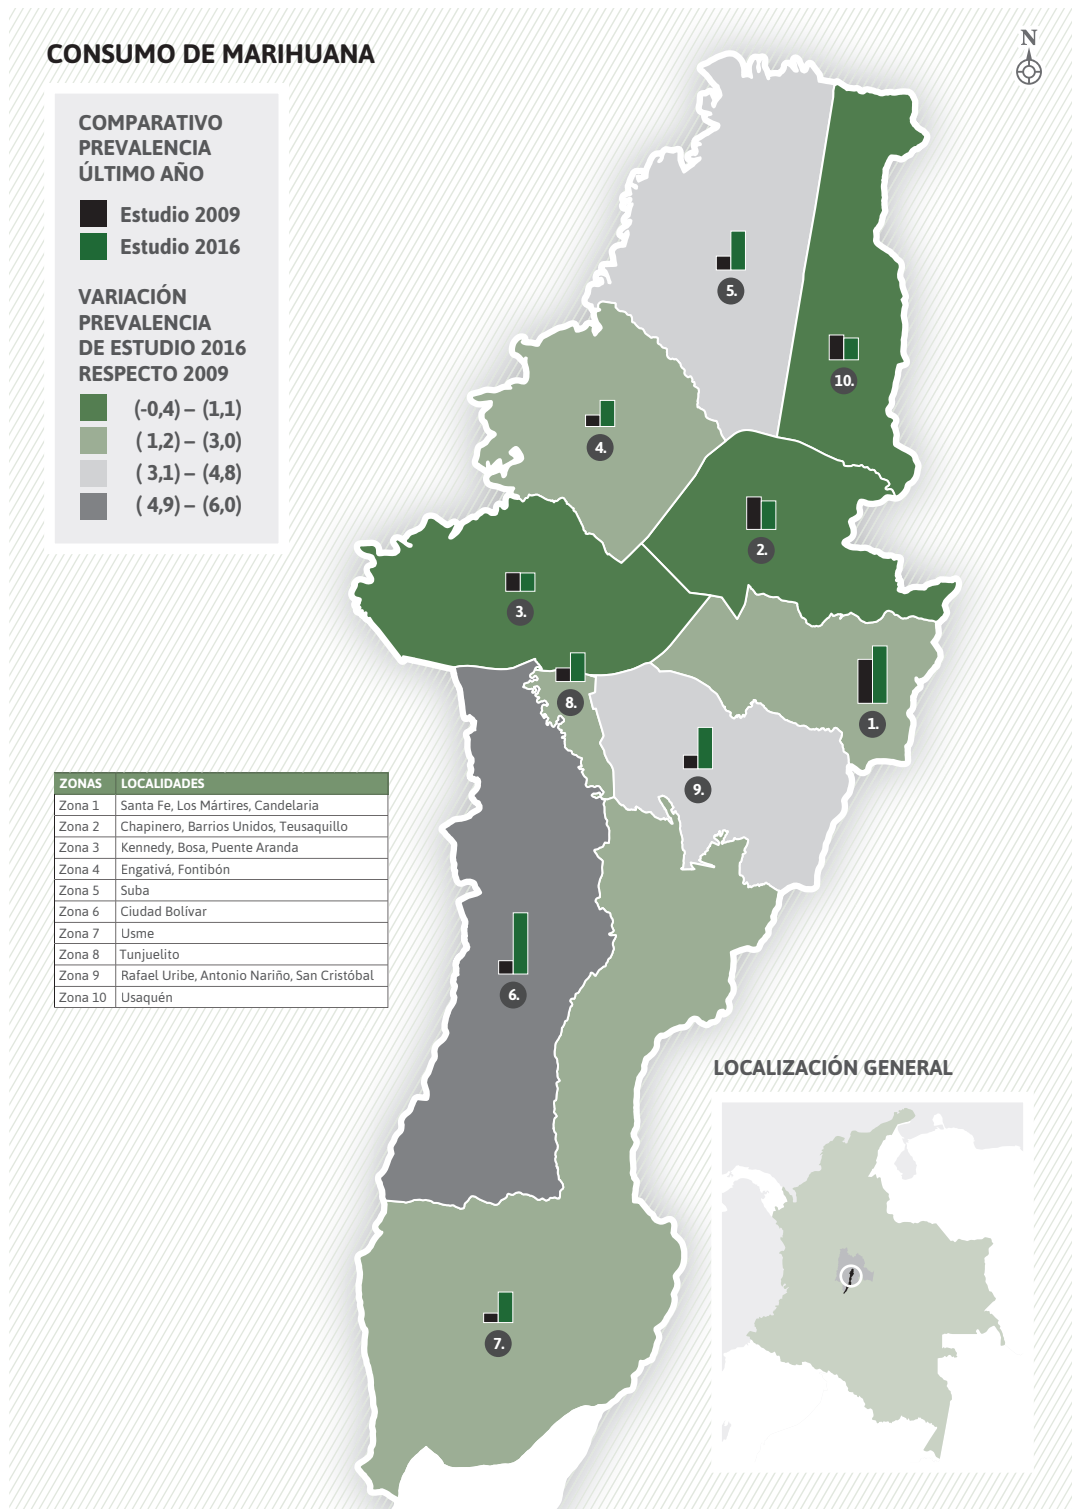 CONSUMO DE MARIHUANA
N
COMPARATIVO
PREVALENCIA
ÚLTIMO AÑO
Estudio 2009
Estudio 2016
VARIACIÓN
PREVALENCIA
DE ESTUDIO 2016
RESPECTO 2009
(-0,4) – (1,1)
( 1,2) – (3,0)
( 3,1) – (4,8)
( 4,9) – (6,0)
5.
10.
4.
2.
3.
8.
1.
9.
6.
7.
ZONAS LOCALIDADES
Zona 1 Santa Fe, Los Mártires, Candelaria
Zona 2 Chapinero, Barrios Unidos, Teusaquillo
Zona 3 Kennedy, Bosa, Puente Aranda
Zona 4 Engativá, Fontibón
Zona 5 Suba
Zona 6 Ciudad Bolívar
Zona 7 Usme
Zona 8 Tunjuelito
Zona 9 Rafael Uribe, Antonio Nariño, San Cristóbal
Zona 10 Usaquén
LOCALIZACIÓN GENERAL